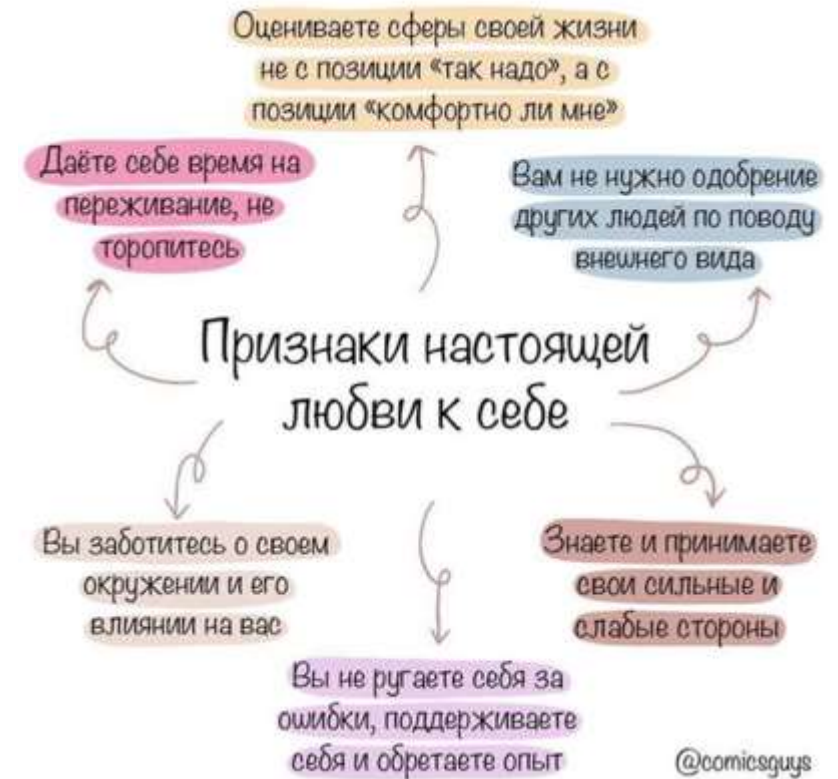 Оцениваете сферы своей жизни
не с позиции «так надо», а с
позиции «комфортно ли мне»
Даёте себе время на
переживание, не
торопитесь
Вам не нужно одобрение
других людей по поводу
внешнего вида
Признаки настоящей
любви к себе
Вы заботитесь о своем
окружении и его
влиянии на вас
Знаете и принимаете
свои сильные и
слабые стороны
Вы не ругаете себя за
ошибки, поддерживаете
себя и обретаете опыт
@comicsguys